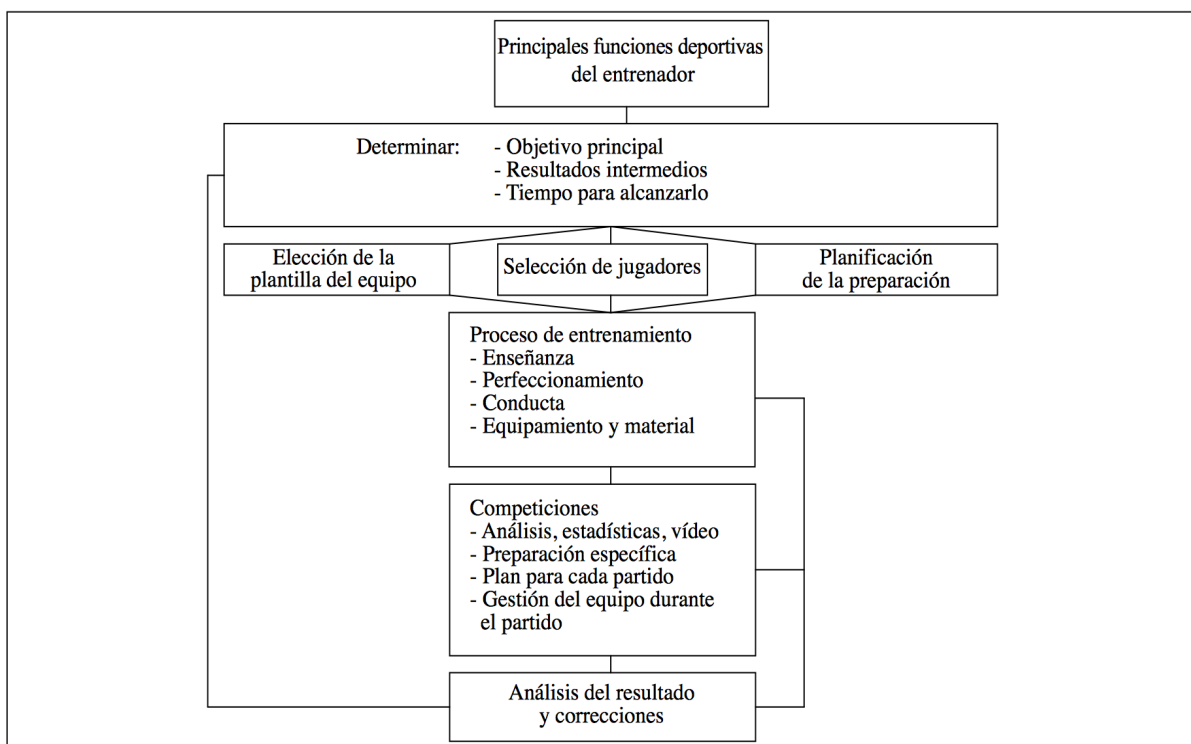 Principales funciones deportivas
del entrenador
Determinar: - Objetivo principal
- Resultados intermedios
- Tiempo para alcanzarlo
Elección de la
plantilla del equipo
Selección de jugadores
Planificación
de la preparación
Proceso de entrenamiento
- Enseñanza
- Perfeccionamiento
- Conducta
- Equipamiento y material
Competiciones
- Análisis, estadísticas, vídeo
- Preparación específica
- Plan para cada partido
- Gestión del equipo durante
el partido
Análisis del resultado
y correcciones